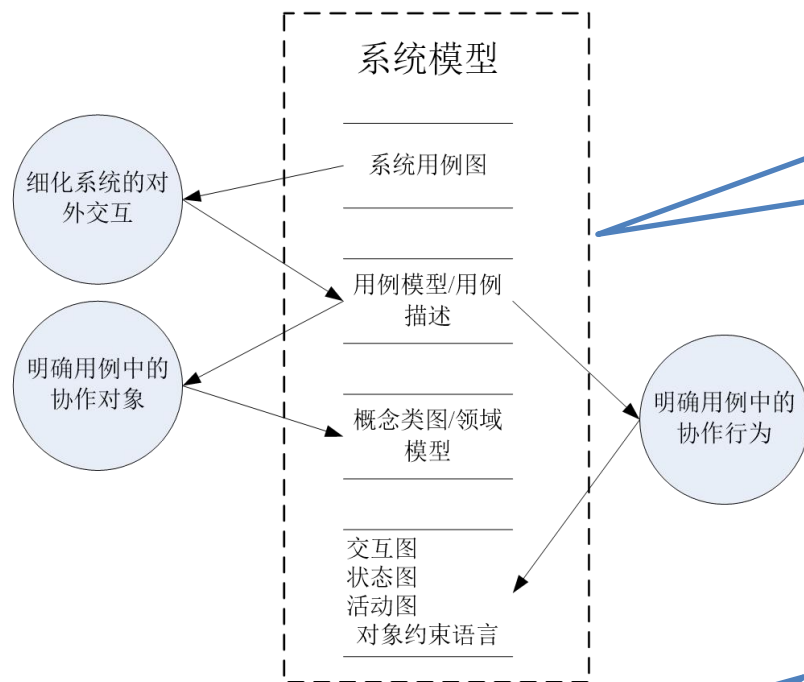 系统模型
系统用例图
细化系统的对
外交互
用例模型/用例
描述
明确用例中的
协作对象
概念类图/领域
模型
明确用例中的
协作行为
交互图
状态图
活动图
对象约束语言